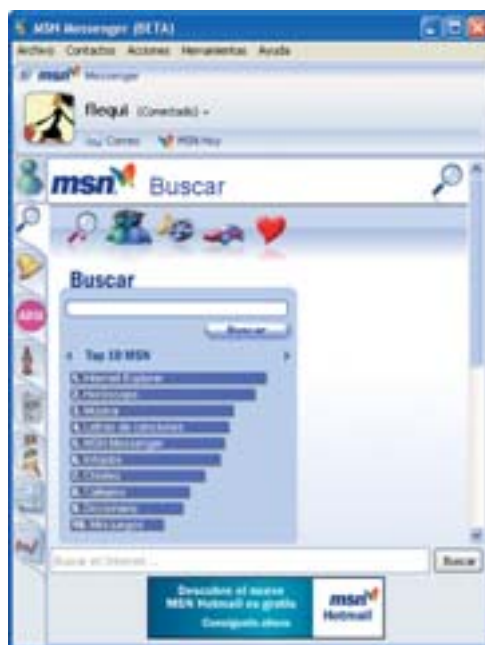 MSN Messenger (BETA)
Archivo Contactos Acciones Herramientas Ayuda
msn Messenger
flequi (Conectado)
Correo MSN Hoy
msn Buscar
Buscar
Buscar
Top 10 MSN
1. Internet Explorer
2. Horóscopo
3. Música
4. Letras de canciones
5. MSN Messenger
6. Infojobs
7. Chistes
8. Callejero
9. Diccionario
10. Messenger
Buscar en Internet ...
Buscar
Descubre el nuevo
MSN Hotmail es gratis
Consíguelo ahora
msn
Hotmail